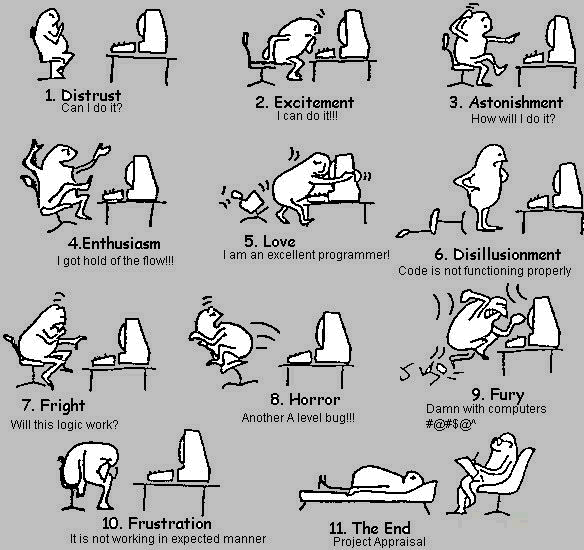 1. Distrust
Can I do it?
2. Excitement
I can do it!!!
3. Astonishment
How will I do it?
4.Enthusiasm
I got hold of the flow!!!
5. Love
I am an excellent programmer!
6. Disillusionment
Code is not functioning properly
7. Fright
Will this logic work?
8. Horror
Another A level bug!!!
9. Fury
Damn with computers
#@#$@^
10. Frustration
It is not working in expected manner
11. The End
Project Appraisal